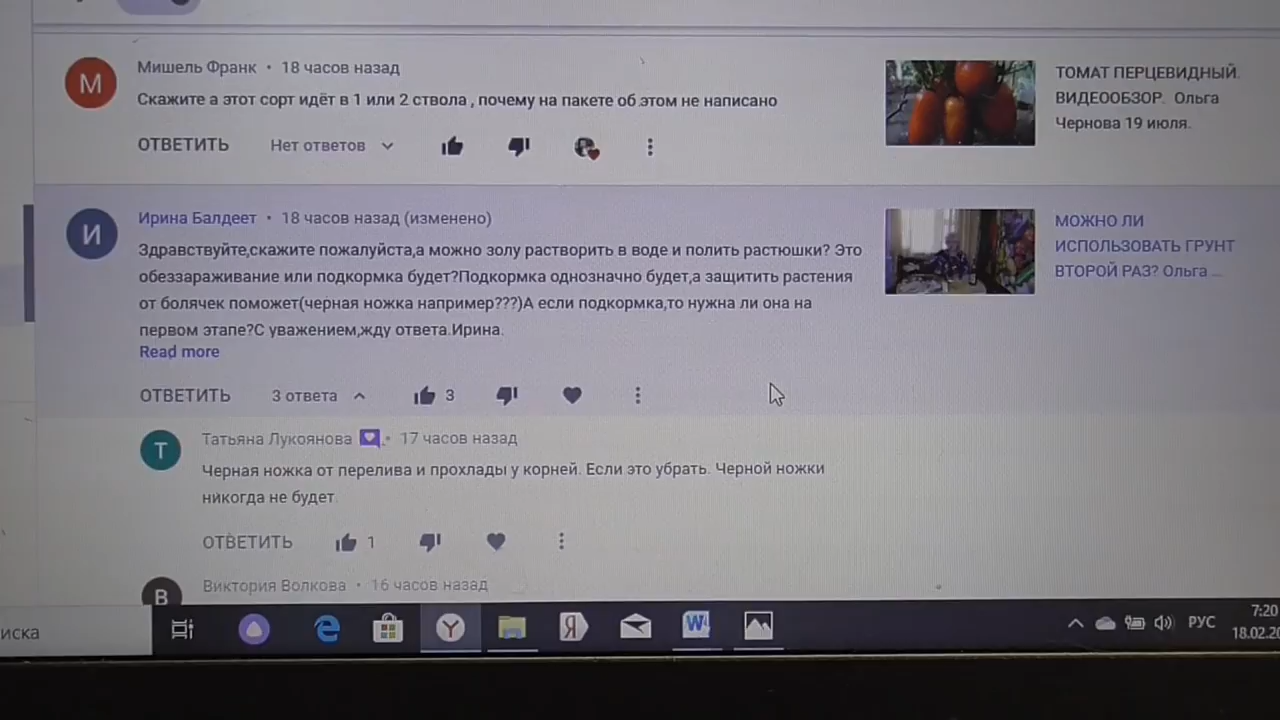 Мишель Франк • 18 часов назад
Скажите а этот сорт идёт в 1 или 2 ствола , почему на пакете об этом не написано
ОТВЕТИТЬ Нет ответов
ТОМАТ ПЕРЦЕВИДНЫЙ.
ВИДЕООБЗОР. Ольга
Чернова 19 июля.
Ирина Балдеет • 18 часов назад (изменено)
Здравствуйте,скажите пожалуйста,а можно золу растворить в воде и полить растюшки? Это
обеззараживание или подкормка будет?Подкормка однозначно будет,а защитить растения
от болячек поможет(черная ножка например???)А если подкормка,то нужна ли она на
первом этапе?С уважением,жду ответа.Ирина.
Read more
ОТВЕТИТЬ 3 ответа 3
МОЖНО ЛИ
ИСПОЛЬЗОВАТЬ ГРУНТ
ВТОРОЙ РАЗ? Ольга ...
Татьяна Лукоянова • 17 часов назад
Черная ножка от перелива и прохлады у корней. Если это убрать. Черной ножки
никогда не будет.
ОТВЕТИТЬ 1
Виктория Волкова • 16 часов назад
иска
РУС
7:20
18.02.20
М
И
Т
В